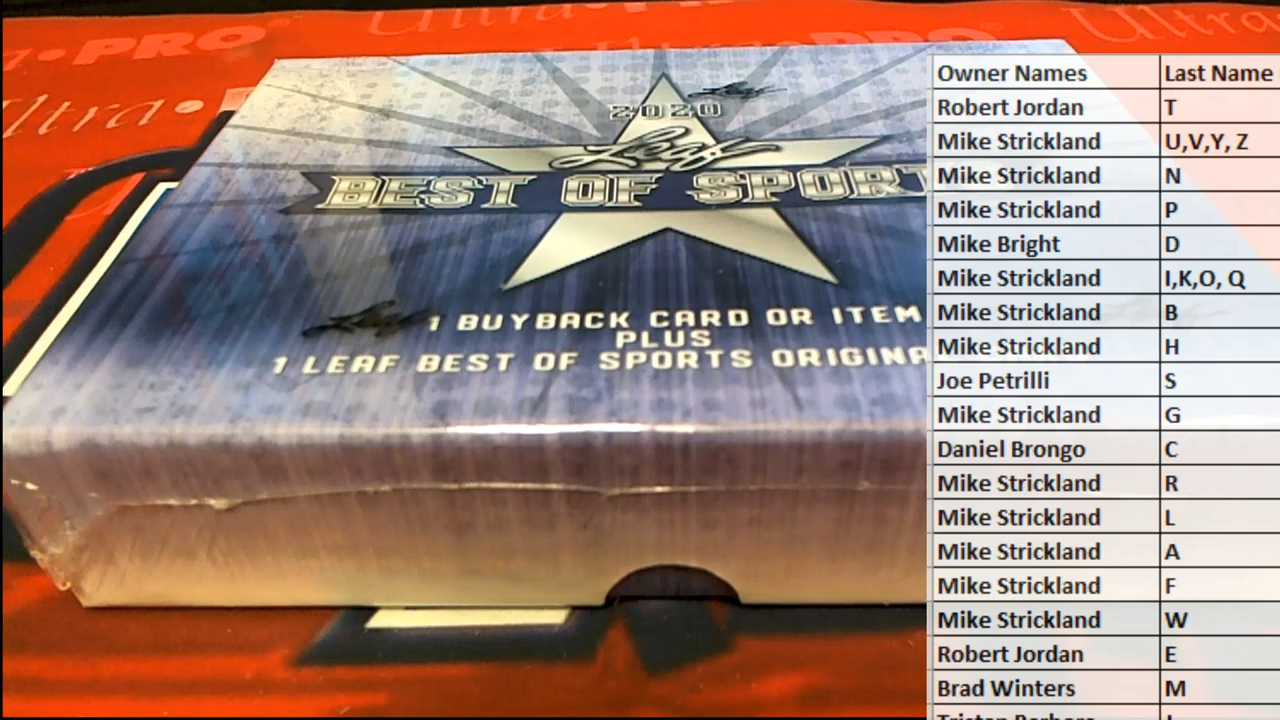 Ultra•PRO
Ultra
2020
Leaf
BEST OF SPORT
1 BUYBACK CARD OR ITEM
PLUS
1 LEAF BEST OF SPORTS ORIGINA
Owner Names Last Name
Robert Jordan T
Mike Strickland U,V,Y, Z
Mike Strickland N
Mike Strickland P
Mike Bright D
Mike Strickland I,K,O, Q
Mike Strickland B
Mike Strickland H
Joe Petrilli S
Mike Strickland G
Daniel Brongo C
Mike Strickland R
Mike Strickland L
Mike Strickland A
Mike Strickland F
Mike Strickland W
Robert Jordan E
Brad Winters M